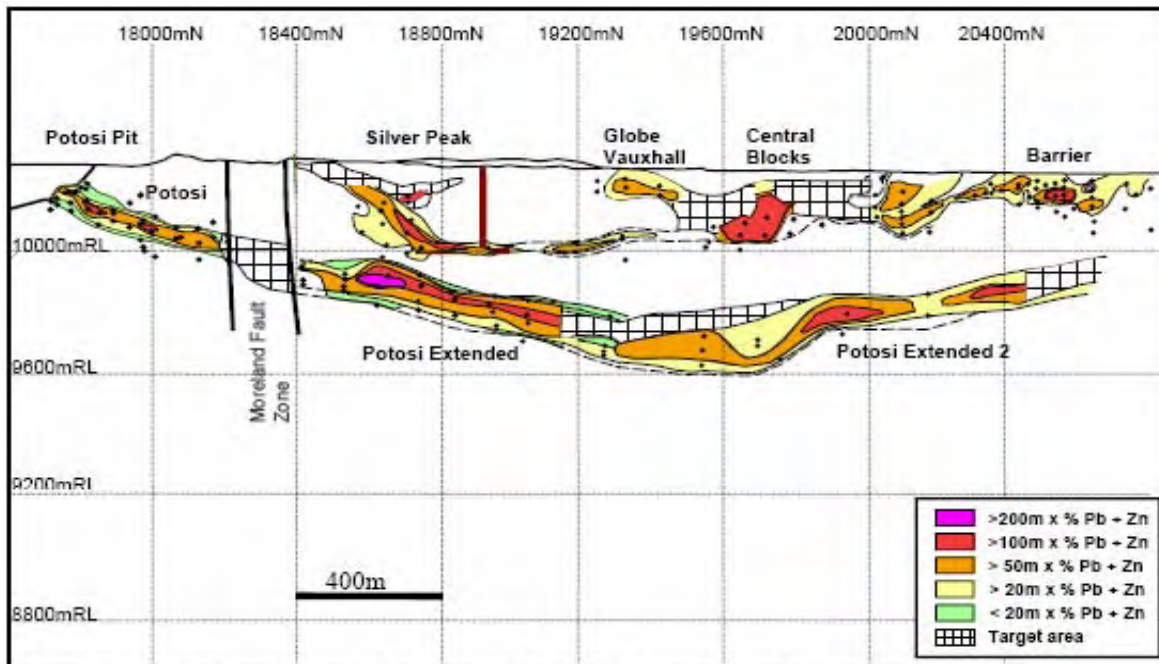 18000mN 18400mN 18800mN 19200mN 19600mN 20000mN 20400mN
Potosi Pit
Silver Peak
Globe
Vauxhall
Central
Blocks
Barrier
Potosi
10000mRL
Moreland Fault
Zone
Potosi Extended
Potosi Extended 2
9600mRL
9200mRL
400m
8800mRL
>200m x % Pb + Zn
>100m x % Pb + Zn
> 50m x % Pb + Zn
> 20m x % Pb + Zn
< 20m x % Pb + Zn
Target area